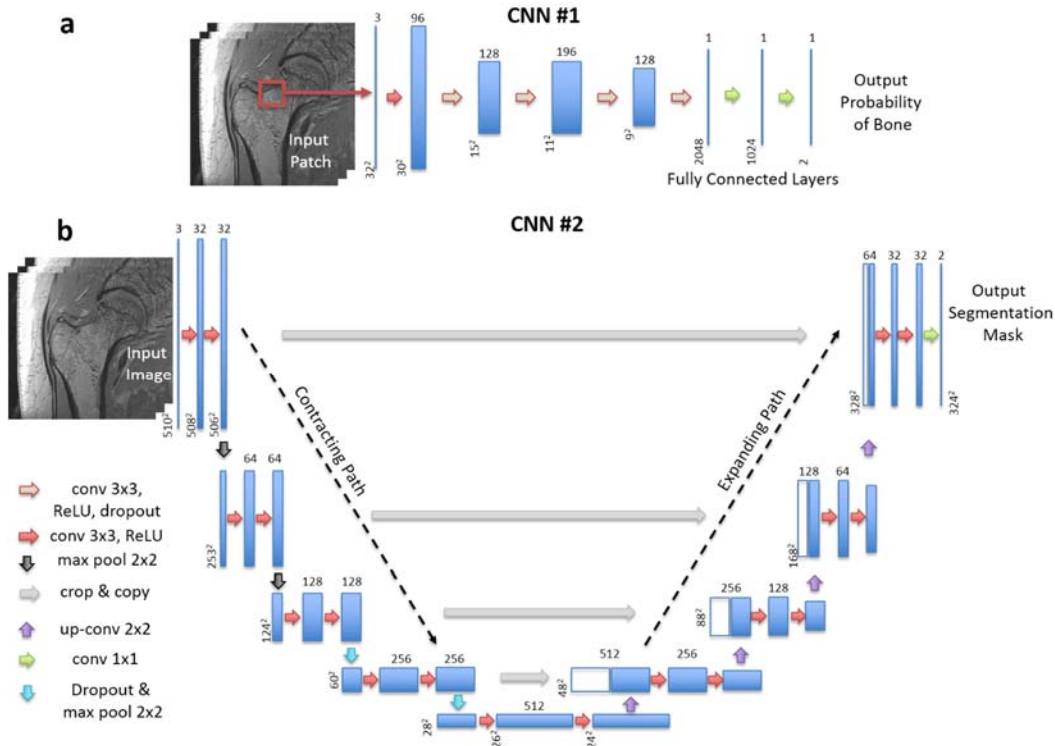 CNN #1
a
3
96
128
196
128
1
1
1
Input
Patch
32²
30²
15²
11²
9²
2048
1024
2
Output
Probability
of Bone
Fully Connected Layers
CNN #2
b
3
32
32
Input
Image
510²
508²
506²
64
64
253²
128
128
124²
256
256
60²
512
28²
26²
24²
Contracting Path
Expanding Path
512
256
48²
256
128
88²
128
64
168²
64
32
32
2
328²
324²
Output
Segmentation
Mask
conv 3x3,
ReLU, dropout
conv 3x3, ReLU
max pool 2x2
crop & copy
up-conv 2x2
conv 1x1
Dropout &
max pool 2x2